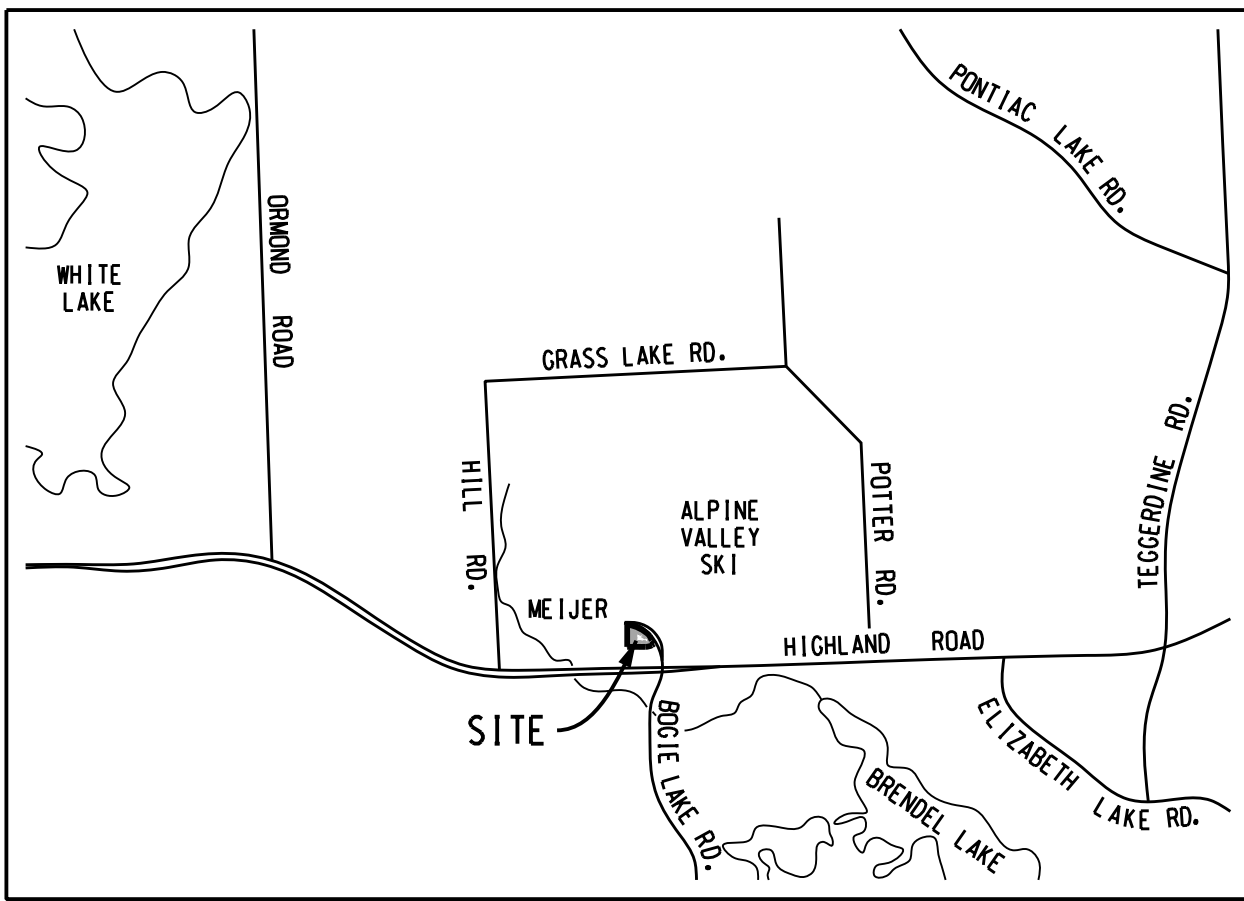 PONTIAC LAKE RD.
ORMOND ROAD
WHITE
LAKE
GRASS LAKE RD.
TEGGERDINE RD.
HILL RD.
POTTER RD.
ALPINE
VALLEY
SKI
MEIJER
HIGHLAND ROAD
SITE
BOGIE LAKE RD.
ELIZABETH LAKE RD.
BRENDEL LAKE